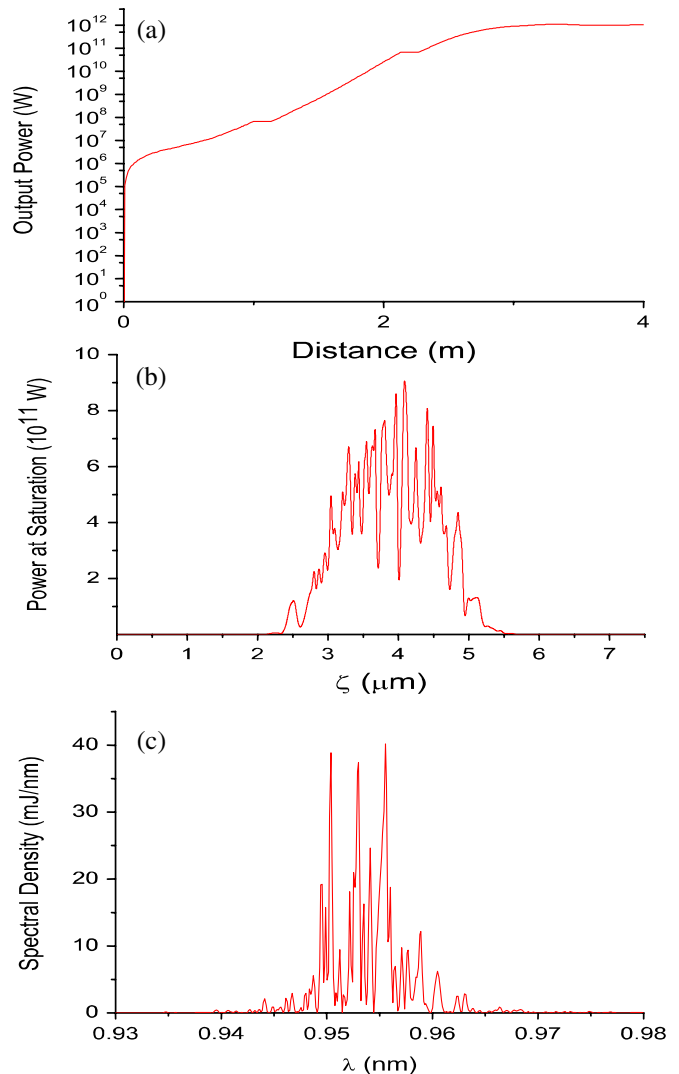 (a)
Output Power (W)
10^12
10^11
10^10
10^9
10^8
10^7
10^6
10^5
10^4
10^3
10^2
10^1
10^0
0 2 4
Distance (m)
(b)
Power at Saturation (10^11 W)
10
8
6
4
2
0 1 2 3 4 5 6 7
ζ (μm)
(c)
Spectral Density (mJ/nm)
40
30
20
10
0
0.93 0.94 0.95 0.96 0.97 0.98
λ (nm)